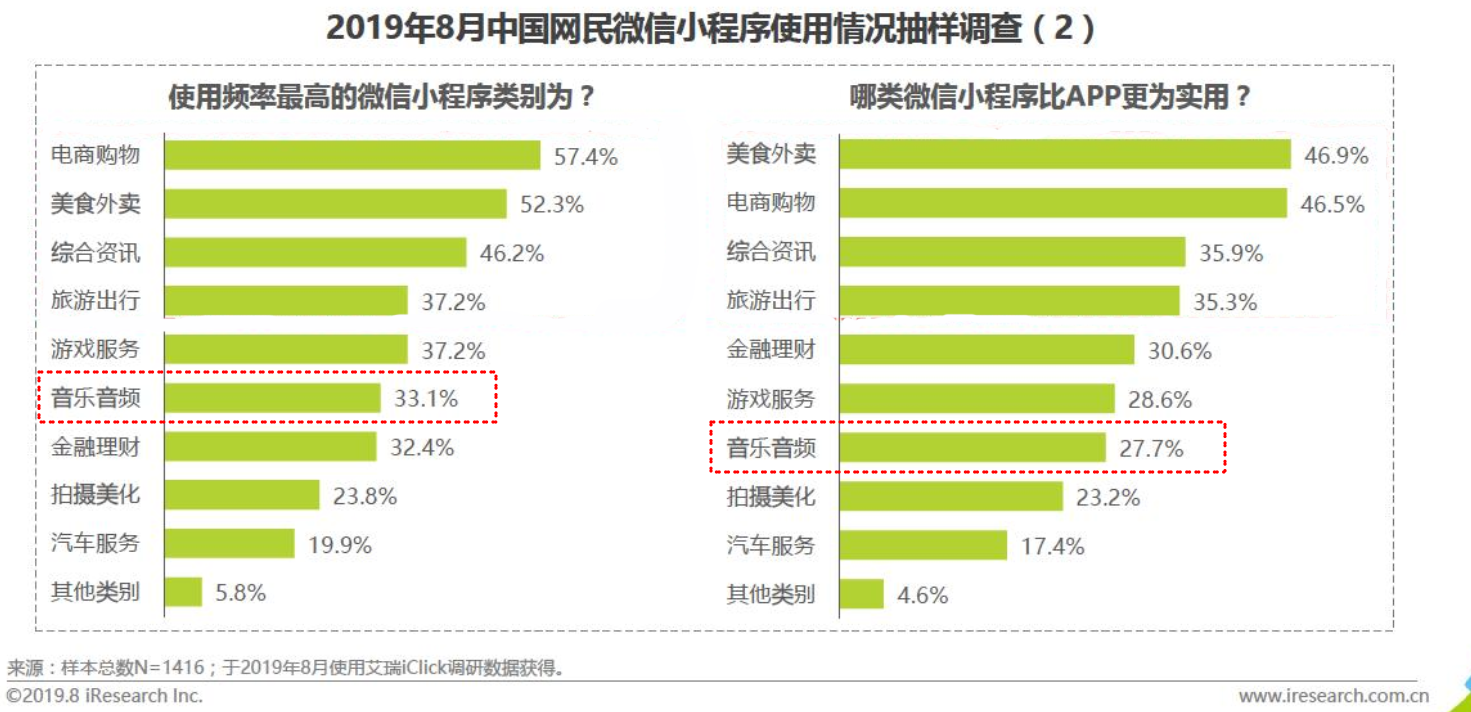 2019年8月中国网民微信小程序使用情况抽样调查（2）
使用频率最高的微信小程序类别为？
电商购物 57.4%
美食外卖 52.3%
综合资讯 46.2%
旅游出行 37.2%
游戏服务 37.2%
音乐音频 33.1%
金融理财 32.4%
拍摄美化 23.8%
汽车服务 19.9%
其他类别 5.8%
哪类微信小程序比APP更为实用？
美食外卖 46.9%
电商购物 46.5%
综合资讯 35.9%
旅游出行 35.3%
金融理财 30.6%
游戏服务 28.6%
音乐音频 27.7%
拍摄美化 23.2%
汽车服务 17.4%
其他类别 4.6%
来源：样本总数N=1416；于2019年8月使用艾瑞iClick调研数据获得。
©2019.8 iResearch Inc.
www.iresearch.com.cn